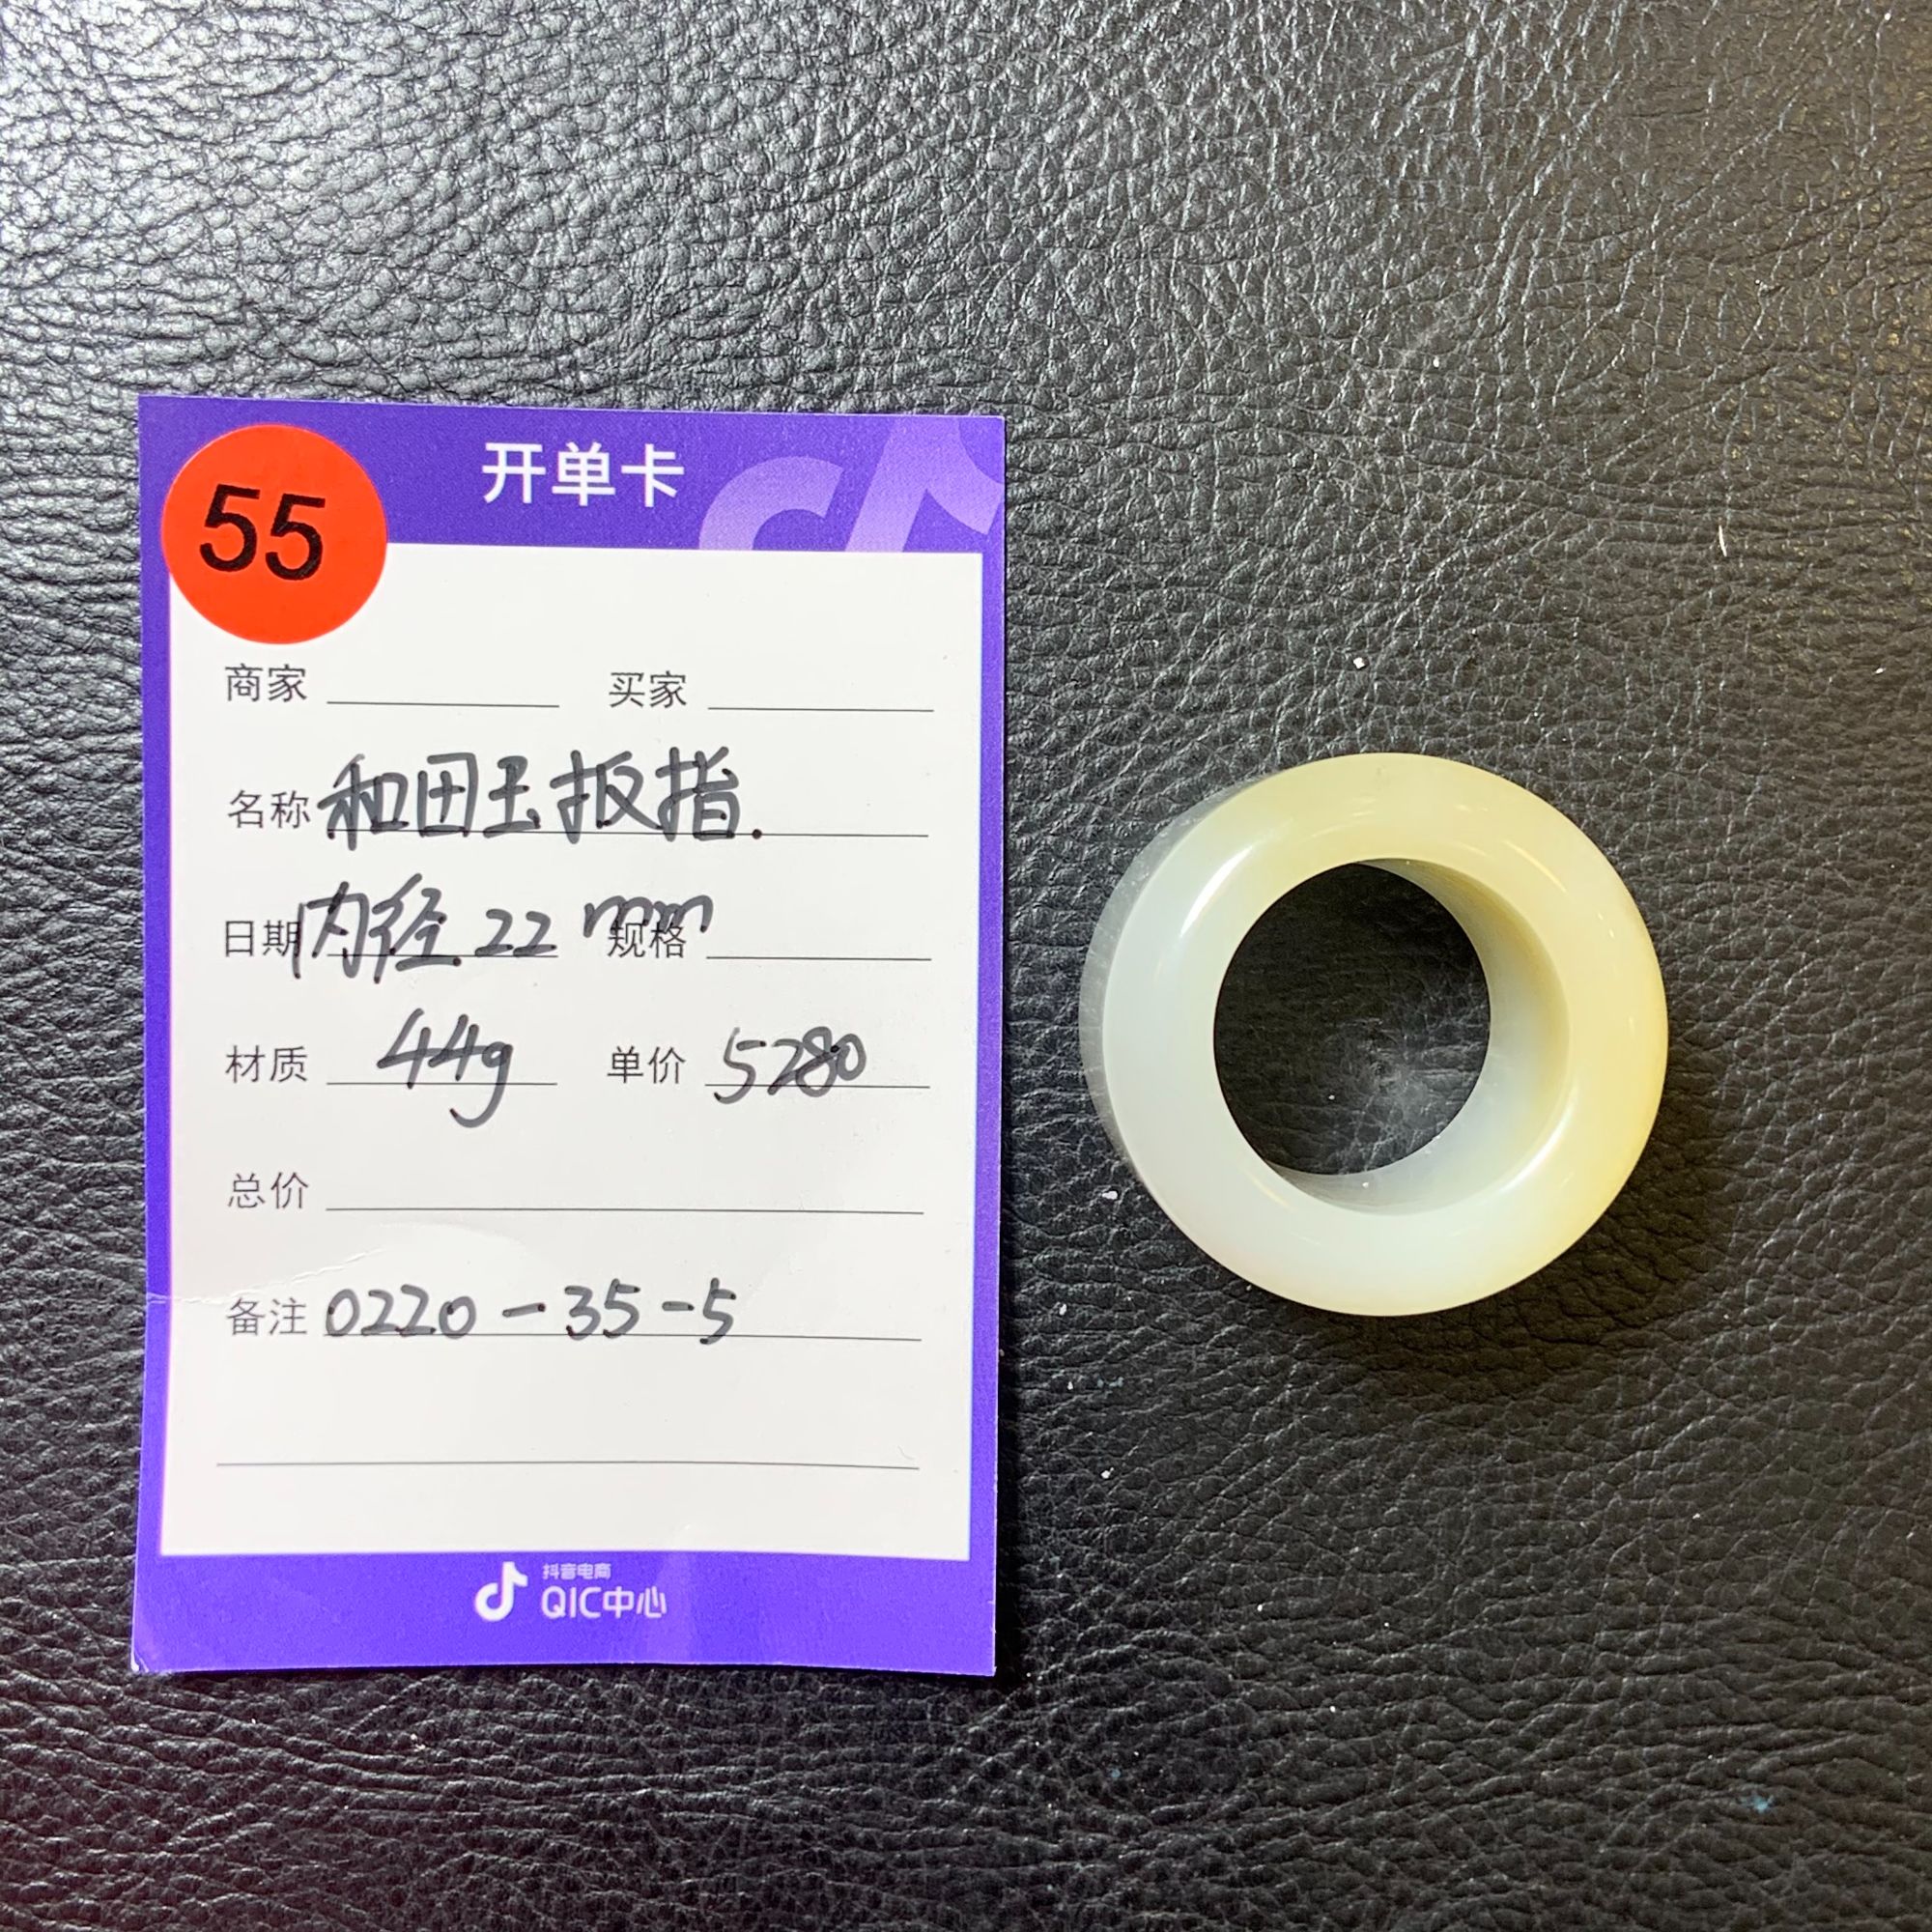 55
开单卡
商家 买家
名称 和田玉扳指.
日期 内径.22mm 规格
材质 44g 单价 5280
总价
备注 0220-35-5
抖音电商
QIC中心